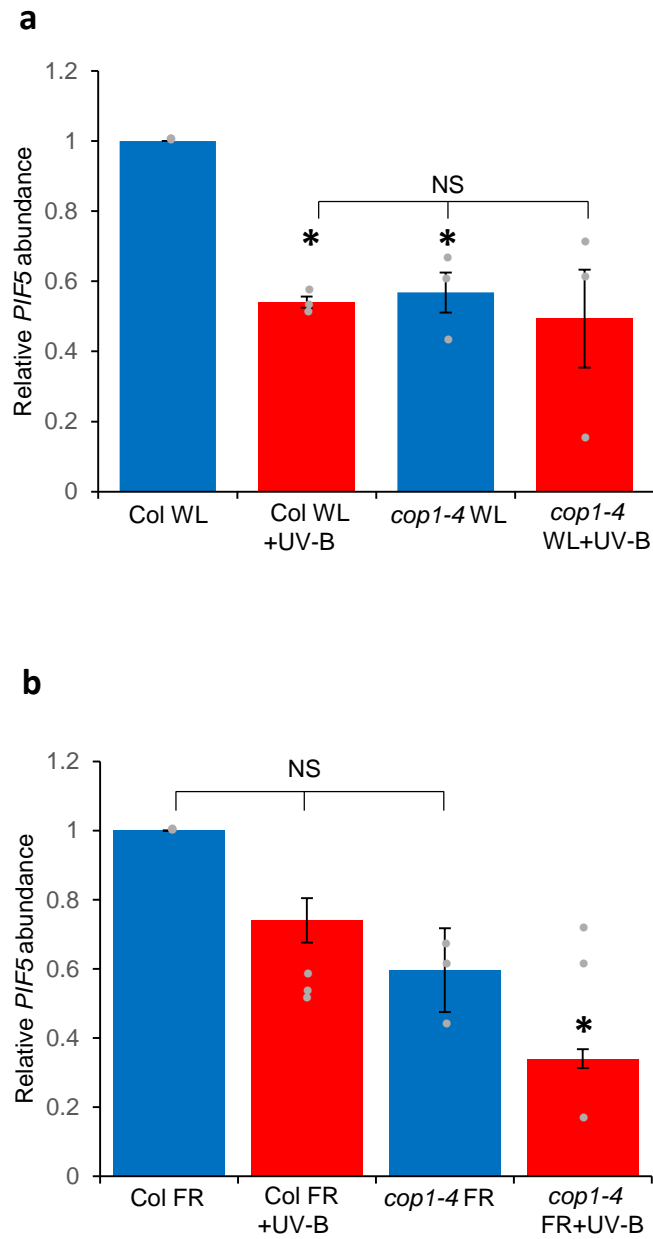 a
Relative PIF5 abundance
1.2
1
0.8
0.6
0.4
0.2
0
NS
*
*
Col WL
Col WL
+UV-B
cop1-4 WL
cop1-4
WL+UV-B
b
Relative PIF5 abundance
1.2
1
0.8
0.6
0.4
0.2
0
NS
*
Col FR
Col FR
+UV-B
cop1-4 FR
cop1-4
FR+UV-B